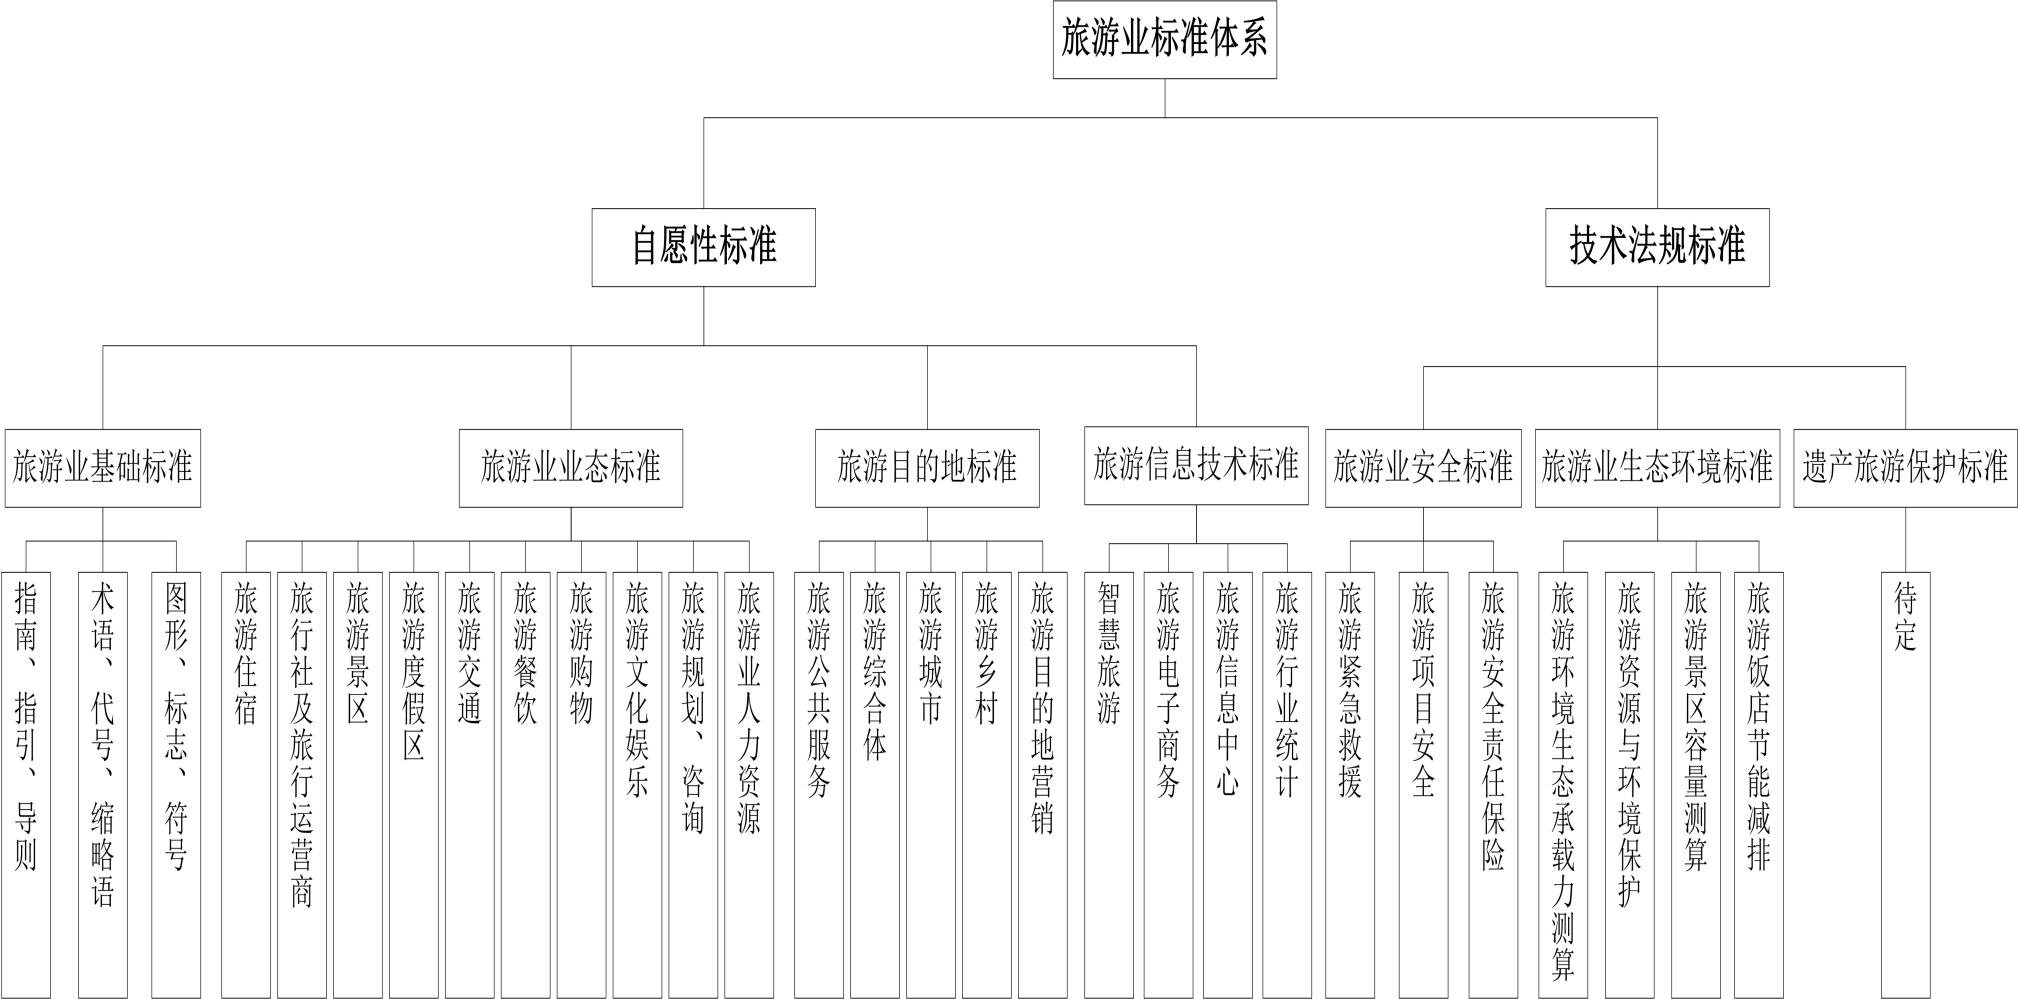 旅游业标准体系
自愿性标准
技术法规标准
旅游业基础标准
旅游业业态标准
旅游目的地标准
旅游信息技术标准
旅游业安全标准
旅游业生态环境标准
遗产旅游保护标准
指南、指引、导则
术语、代号、缩略语
图形、标志、符号
旅游住宿
旅行社及旅行运营商
旅游景区
旅游度假区
旅游交通
旅游餐饮
旅游购物
旅游文化娱乐
旅游规划、咨询
旅游业人力资源
旅游公共服务
旅游综合体
旅游城市
旅游乡村
旅游目的地营销
智慧旅游
旅游电子商务
旅游信息中心
旅游行业统计
旅游紧急救援
旅游项目安全
旅游安全责任保险
旅游环境生态承载力测算
旅游资源与环境保护
旅游景区容量测算
旅游饭店节能减排
待定